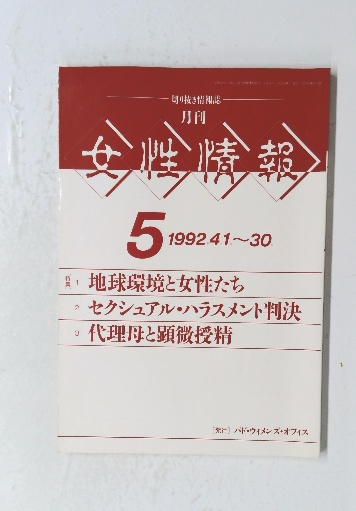 切り抜き情報誌
月刊
女性情報
5 1992.4.1〜30
特集 1 地球環境と女性たち
2 セクシュアル・ハラスメント判決
3 代理母と顕微授精
[発行] パド・ウィメンズ・オフィス